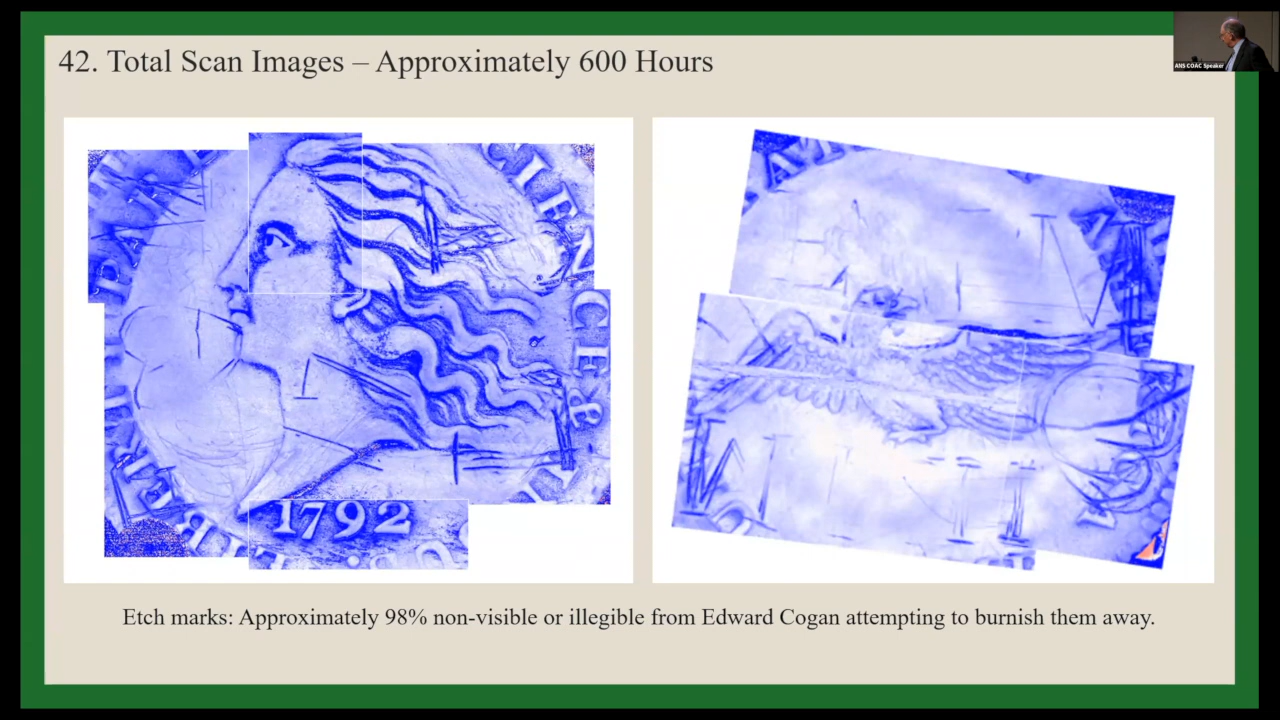 42. Total Scan Images – Approximately 600 Hours
ANS COAC Speaker
1792
Etch marks: Approximately 98% non-visible or illegible from Edward Cogan attempting to burnish them away.